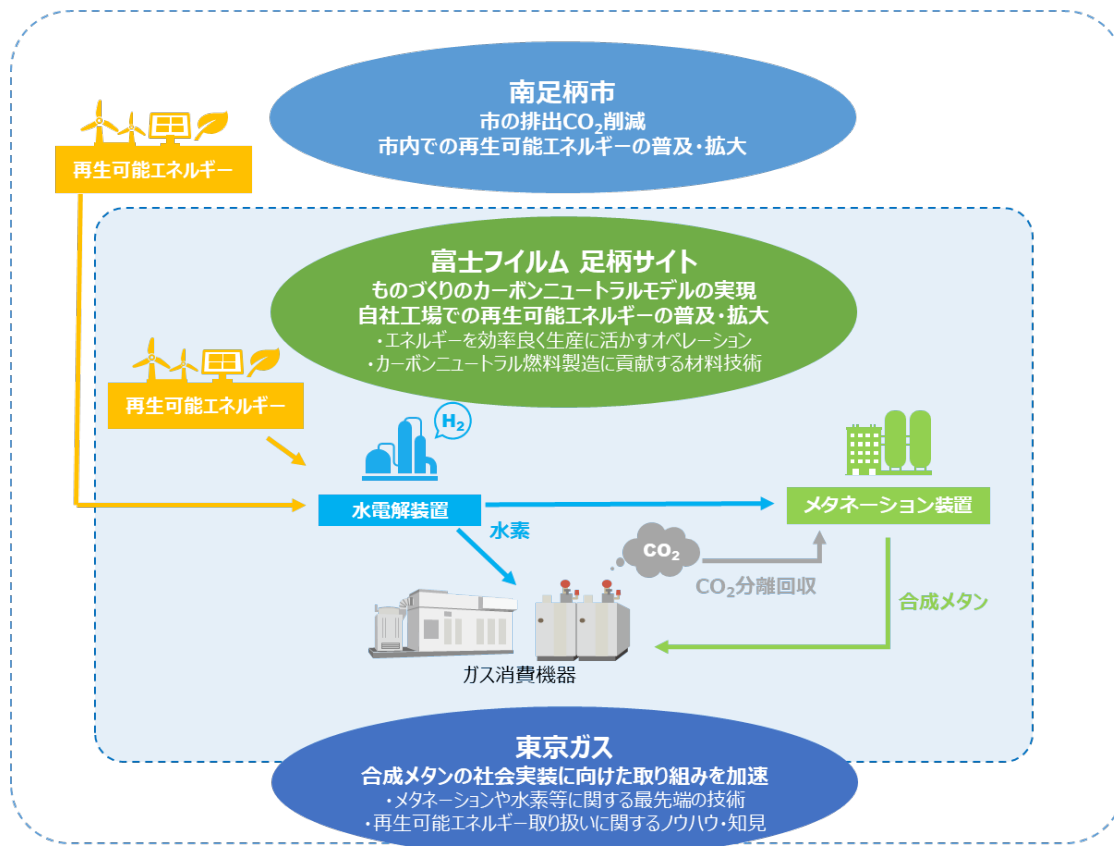 南足柄市
市の排出CO₂削減
市内での再生可能エネルギーの普及・拡大
再生可能エネルギー
富士フイルム 足柄サイト
ものづくりのカーボンニュートラルモデルの実現
自社工場での再生可能エネルギーの普及・拡大
・エネルギーを効率良く生産に活かすオペレーション
・カーボンニュートラル燃料製造に貢献する材料技術
再生可能エネルギー
H₂
水電解装置
メタネーション装置
水素
CO₂
CO₂分離回収
合成メタン
ガス消費機器
東京ガス
合成メタンの社会実装に向けた取り組みを加速
・メタネーションや水素等に関する最先端の技術
・再生可能エネルギー取り扱いに関するノウハウ・知見